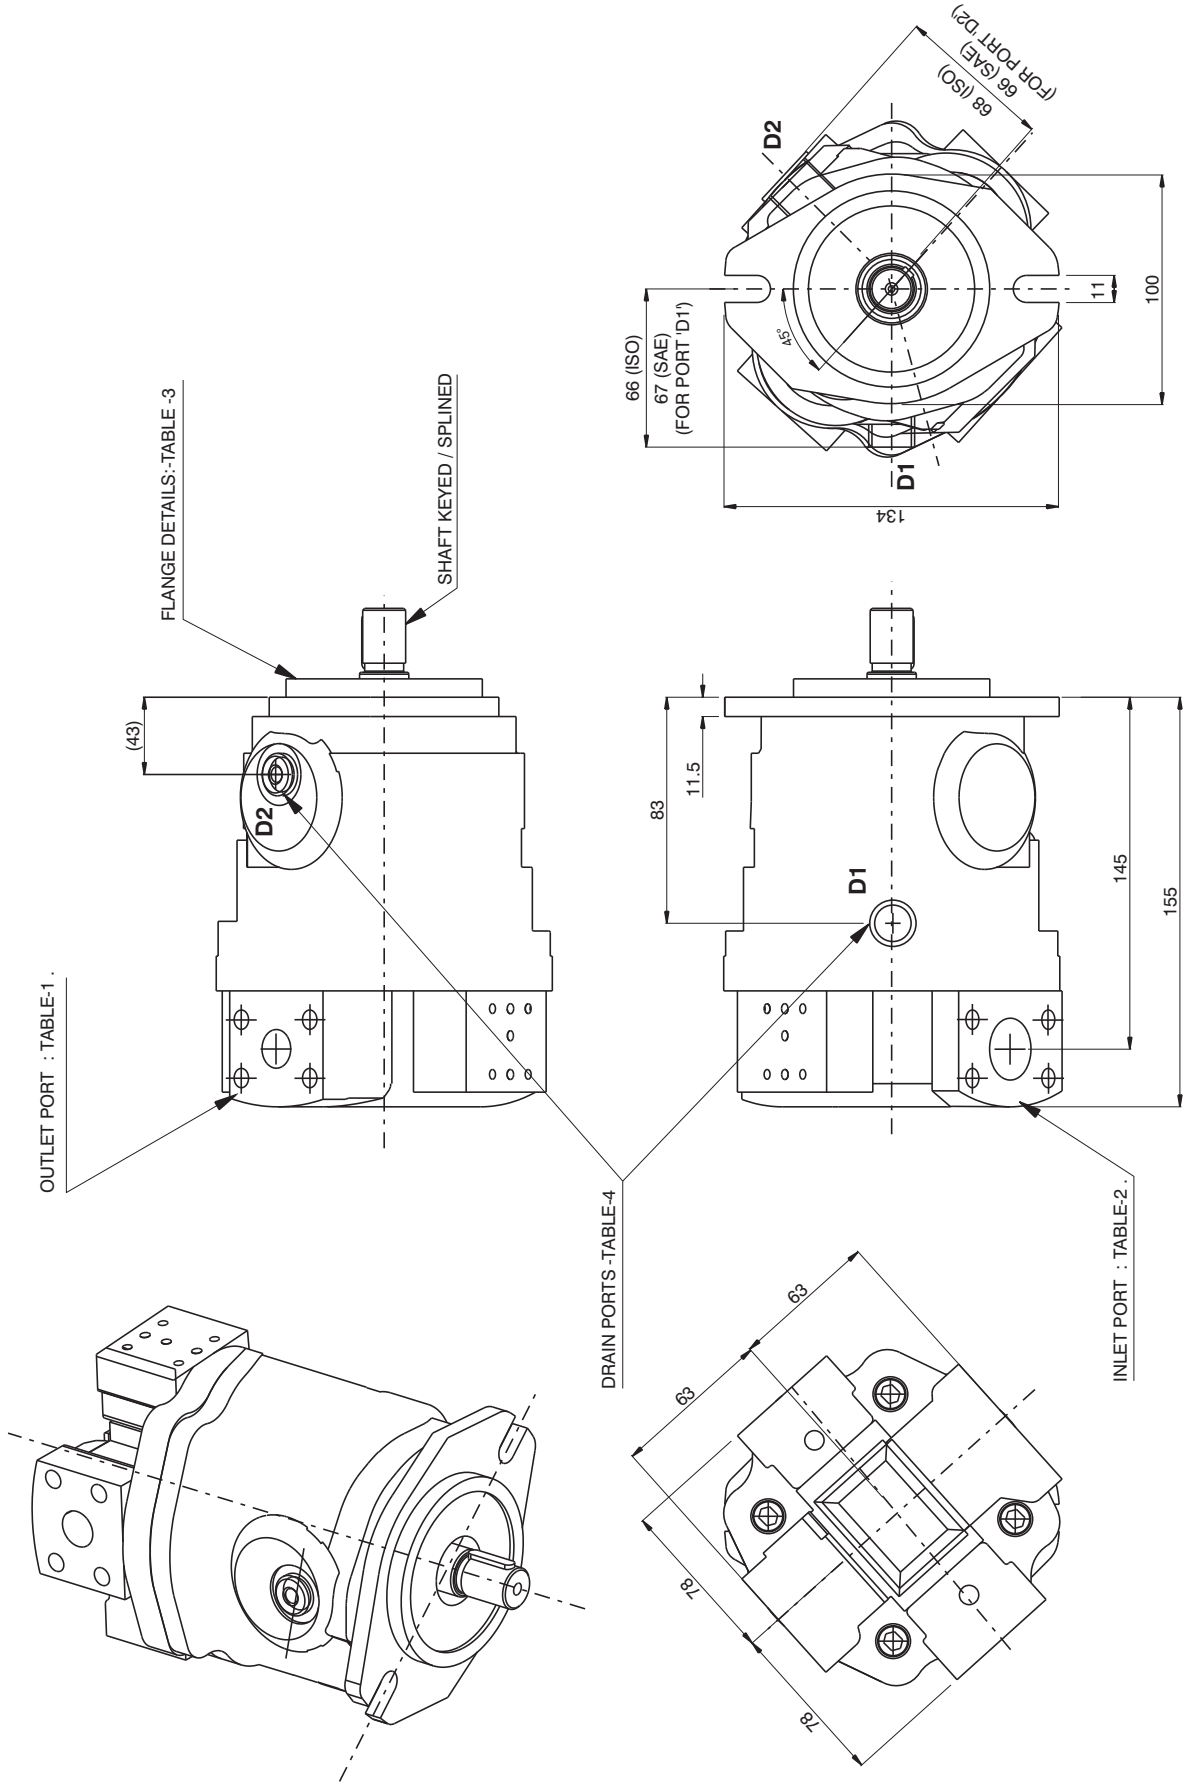 68 (ISO)
66 (SAE)
(FOR PORT 'D2')
D2
66 (ISO)
67 (SAE)
(FOR PORT 'D1')
45°
11
100
D1
134
FLANGE DETAILS:-TABLE -3
SHAFT KEYED / SPLINED
(43)
D2
11.5
83
D1
145
155
OUTLET PORT : TABLE-1 .
DRAIN PORTS -TABLE-4
INLET PORT : TABLE-2 .
63
63
78
78